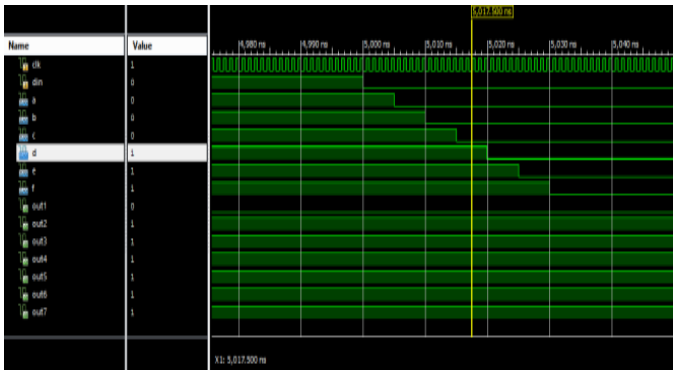 5,017.500 ns
Name Value 4,980 ns 4,990 ns 5,000 ns 5,010 ns 5,020 ns 5,030 ns 5,040 ns
clk 1
din 0
a 0
b 0
c 0
d 1
e 1
f 1
out1 0
out2 1
out3 1
out4 1
out5 1
out6 1
out7 1
X1: 5,017.500 ns